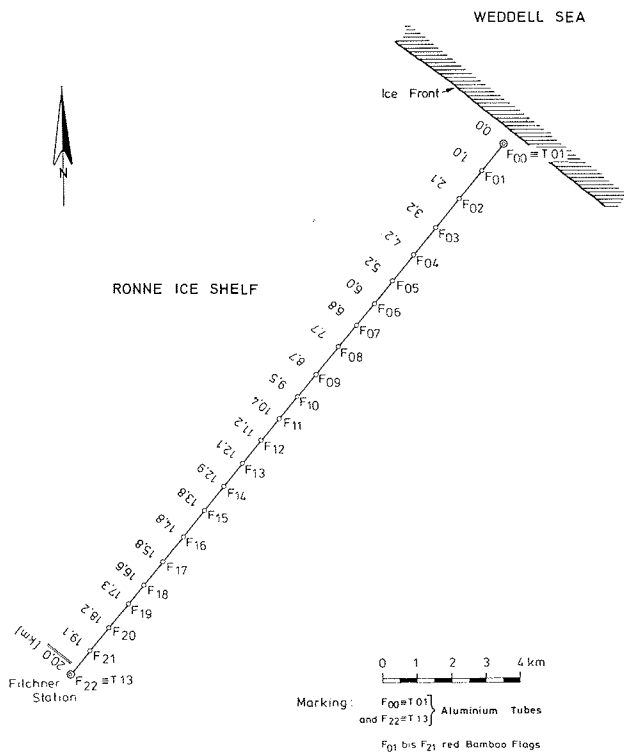 WEDDELL SEA
Ice Front
N
RONNE ICE SHELF
0,0
F00≡T01
1,0
F01
2,1
F02
3,2
F03
4,2
F04
5,2
F05
6,0
F06
6,8
F07
7,7
F08
8,7
F09
9,5
F10
10,4
F11
11,2
F12
12,1
F13
12,9
F14
13,8
F15
14,8
F16
15,8
F17
16,6
F18
17,3
F19
18,2
F20
19,1
F21
20,0 [km]
F22≡T13
Filchner
Station
0 1 2 3 4 km
Marking: F00≡T01
and F22≡T13} Aluminium Tubes
F01 bis F21 red Bamboo Flags